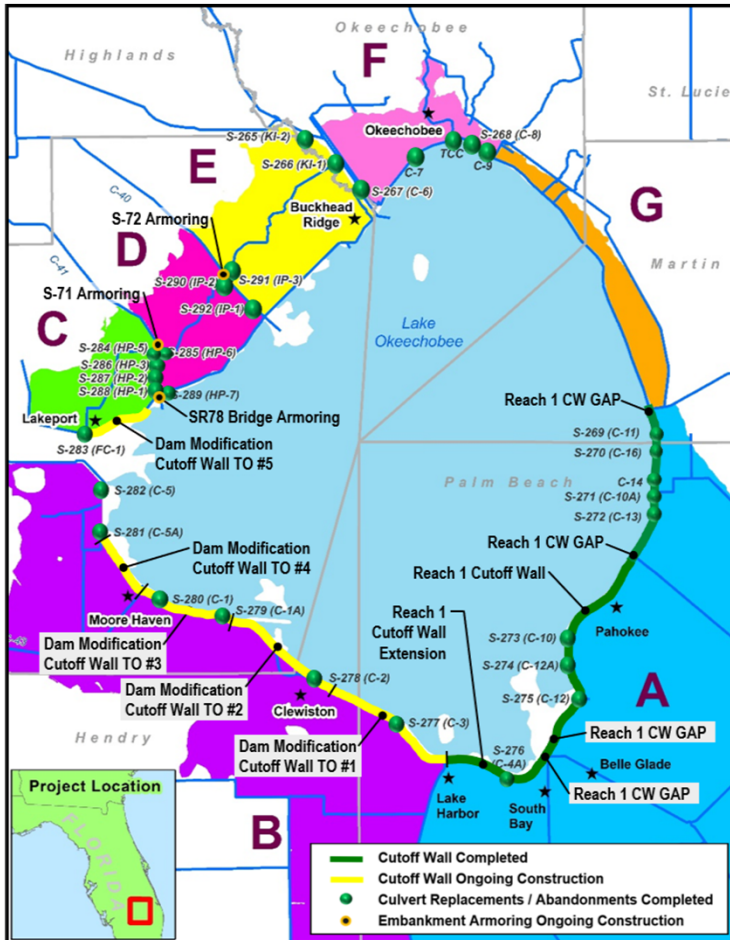 Okeechobee
Highlands
F
St. Lucie
Okeechobee
S-265 (KI-2)
S-268 (C-8)
S-266 (KI-1)
TCC
C-9
C-7
E
S-267 (C-6)
C-40
Buckhead
Ridge
G
S-72 Armoring
Martin
D
S-291 (IP-3)
S-290 (IP-2)
C-41
S-292 (IP-1)
S-71 Armoring
Lake
Okeechobee
C
S-284 (HP-5)
S-285 (HP-6)
S-286 (HP-3)
S-287 (HP-2)
S-288 (HP-1)
S-289 (HP-7)
Reach 1 CW GAP
Lakeport
SR78 Bridge Armoring
S-283 (FC-1)
Dam Modification
Cutoff Wall TO #5
S-269 (C-11)
S-270 (C-16)
Palm Beach
C-14
S-282 (C-5)
S-271 (C-10A)
S-272 (C-13)
S-281 (C-5A)
Dam Modification
Cutoff Wall TO #4
Reach 1 CW GAP
Reach 1 Cutoff Wall
S-280 (C-1)
S-279 (C-1A)
Moore Haven
Reach 1
Cutoff Wall
Extension
Pahokee
Dam Modification
Cutoff Wall TO #3
S-273 (C-10)
S-274 (C-12A)
S-278 (C-2)
Dam Modification
Cutoff Wall TO #2
S-275 (C-12)
A
Clewiston
S-277 (C-3)
Hendry
Dam Modification
Cutoff Wall TO #1
Reach 1 CW GAP
S-276
(C-4A)
Belle Glade
Lake
Harbor
South
Bay
Reach 1 CW GAP
Project Location
FLORIDA
B
Cutoff Wall Completed
Cutoff Wall Ongoing Construction
Culvert Replacements / Abandonments Completed
Embankment Armoring Ongoing Construction